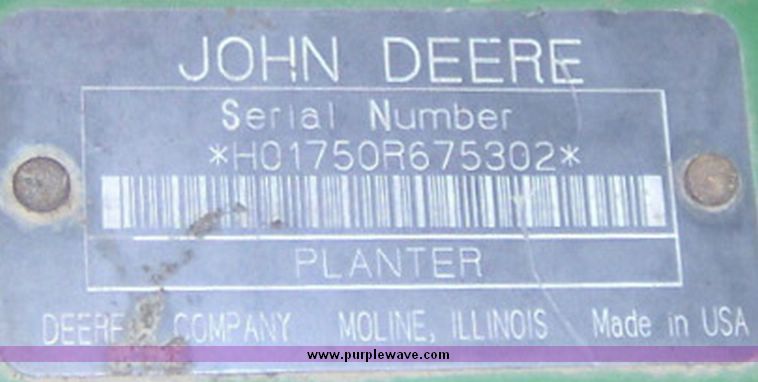 JOHN DEERE
Serial Number
*H01750R675302*
PLANTER
DEERE & COMPANY MOLINE, ILLINOIS Made in USA
www.purplewave.com